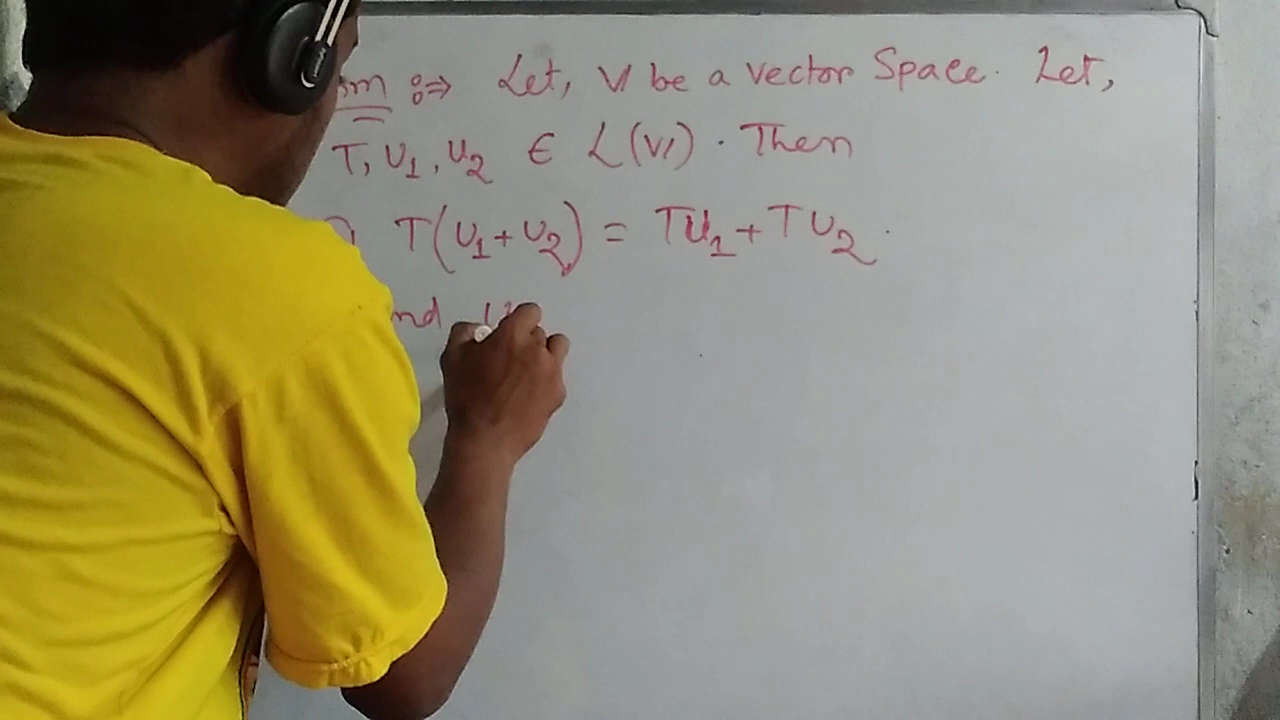 :⇒ Let, V be a vector Space. Let,
T, U₁, U₂ ∈ L(V). Then
T(U₁+U₂) = TU₁+TU₂.